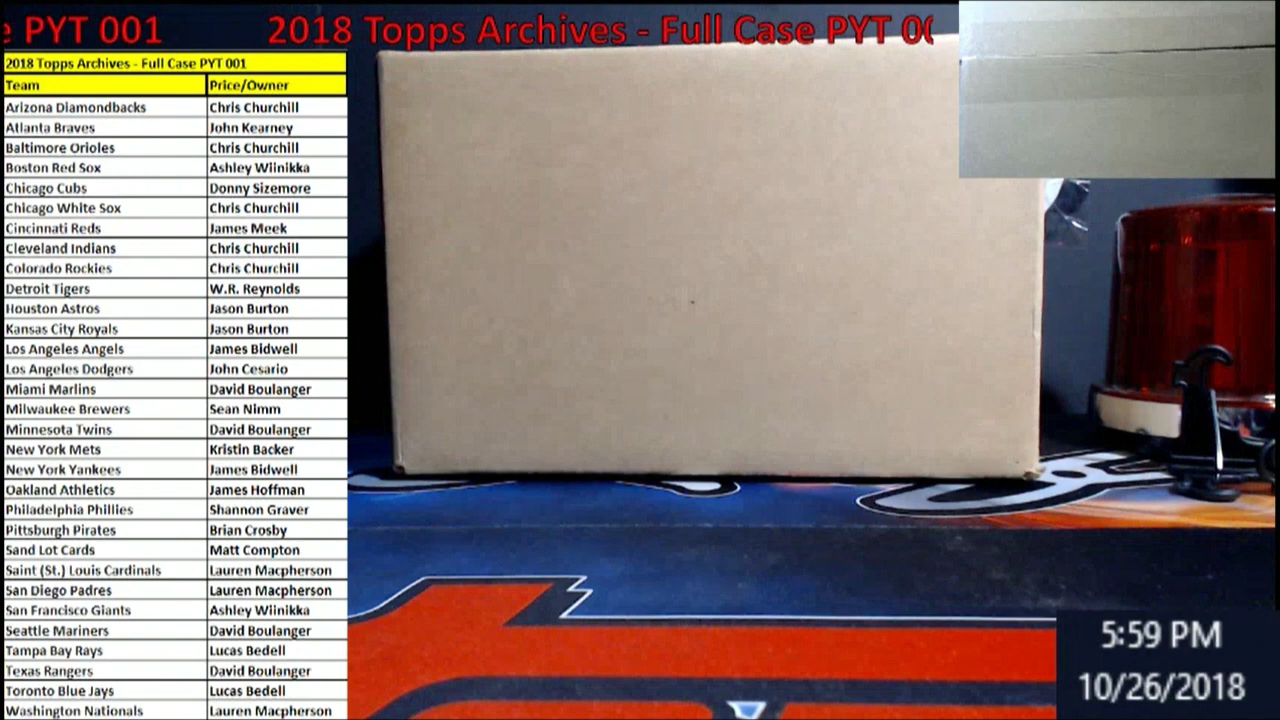 e PYT 001 2018 Topps Archives - Full Case PYT 00
2018 Topps Archives - Full Case PYT 001
Team Price/Owner
Arizona Diamondbacks Chris Churchill
Atlanta Braves John Kearney
Baltimore Orioles Chris Churchill
Boston Red Sox Ashley Wiinikka
Chicago Cubs Donny Sizemore
Chicago White Sox Chris Churchill
Cincinnati Reds James Meek
Cleveland Indians Chris Churchill
Colorado Rockies Chris Churchill
Detroit Tigers W.R. Reynolds
Houston Astros Jason Burton
Kansas City Royals Jason Burton
Los Angeles Angels James Bidwell
Los Angeles Dodgers John Cesario
Miami Marlins David Boulanger
Milwaukee Brewers Sean Nimm
Minnesota Twins David Boulanger
New York Mets Kristin Backer
New York Yankees James Bidwell
Oakland Athletics James Hoffman
Philadelphia Phillies Shannon Graver
Pittsburgh Pirates Brian Crosby
Sand Lot Cards Matt Compton
Saint (St.) Louis Cardinals Lauren Macpherson
San Diego Padres Lauren Macpherson
San Francisco Giants Ashley Wiinikka
Seattle Mariners David Boulanger
Tampa Bay Rays Lucas Bedell
Texas Rangers David Boulanger
Toronto Blue Jays Lucas Bedell
Washington Nationals Lauren Macpherson
5:59 PM
10/26/2018